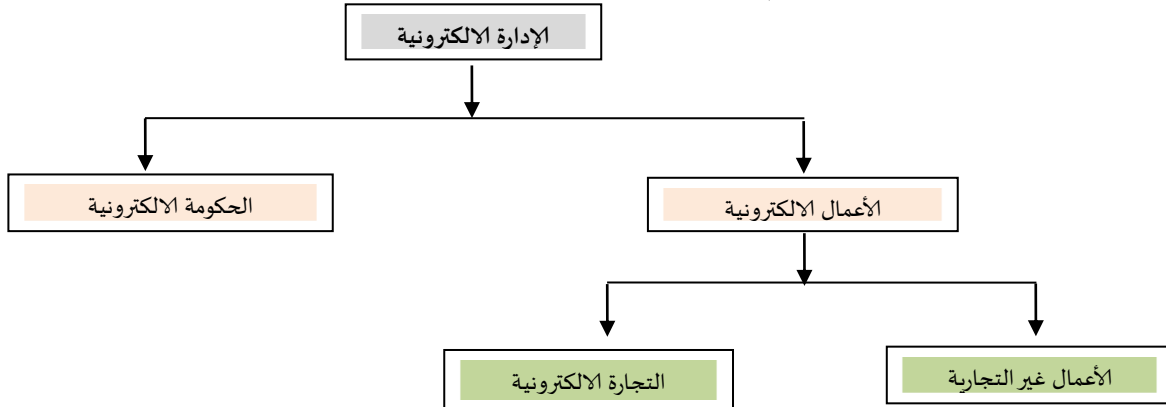 الإدارة الالكترونية
الأعمال الالكترونية
الحكومة الالكترونية
الأعمال غير التجارية
التجارة الالكترونية